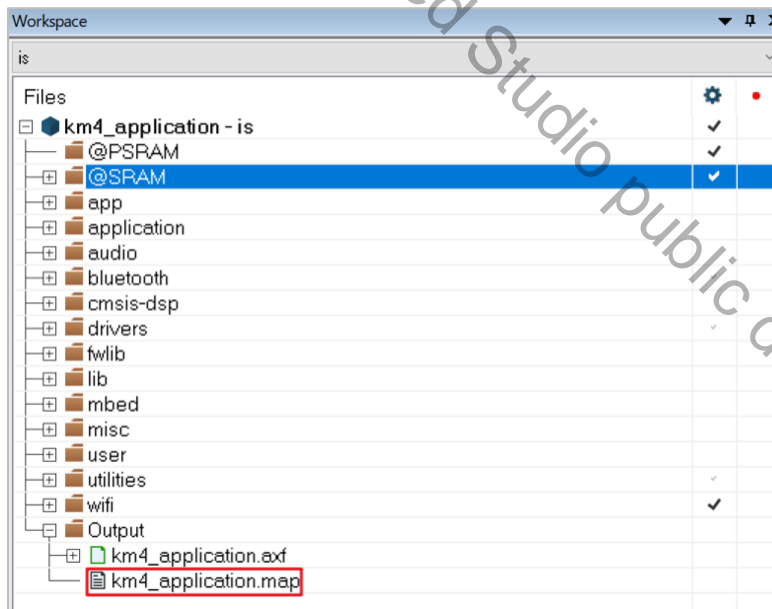 Workspace
is
Files
km4_application - is
@PSRAM
@SRAM
app
application
audio
bluetooth
cmsis-dsp
drivers
fwlib
lib
mbed
misc
user
utilities
wifi
Output
km4_application.axf
km4_application.map
Studio public